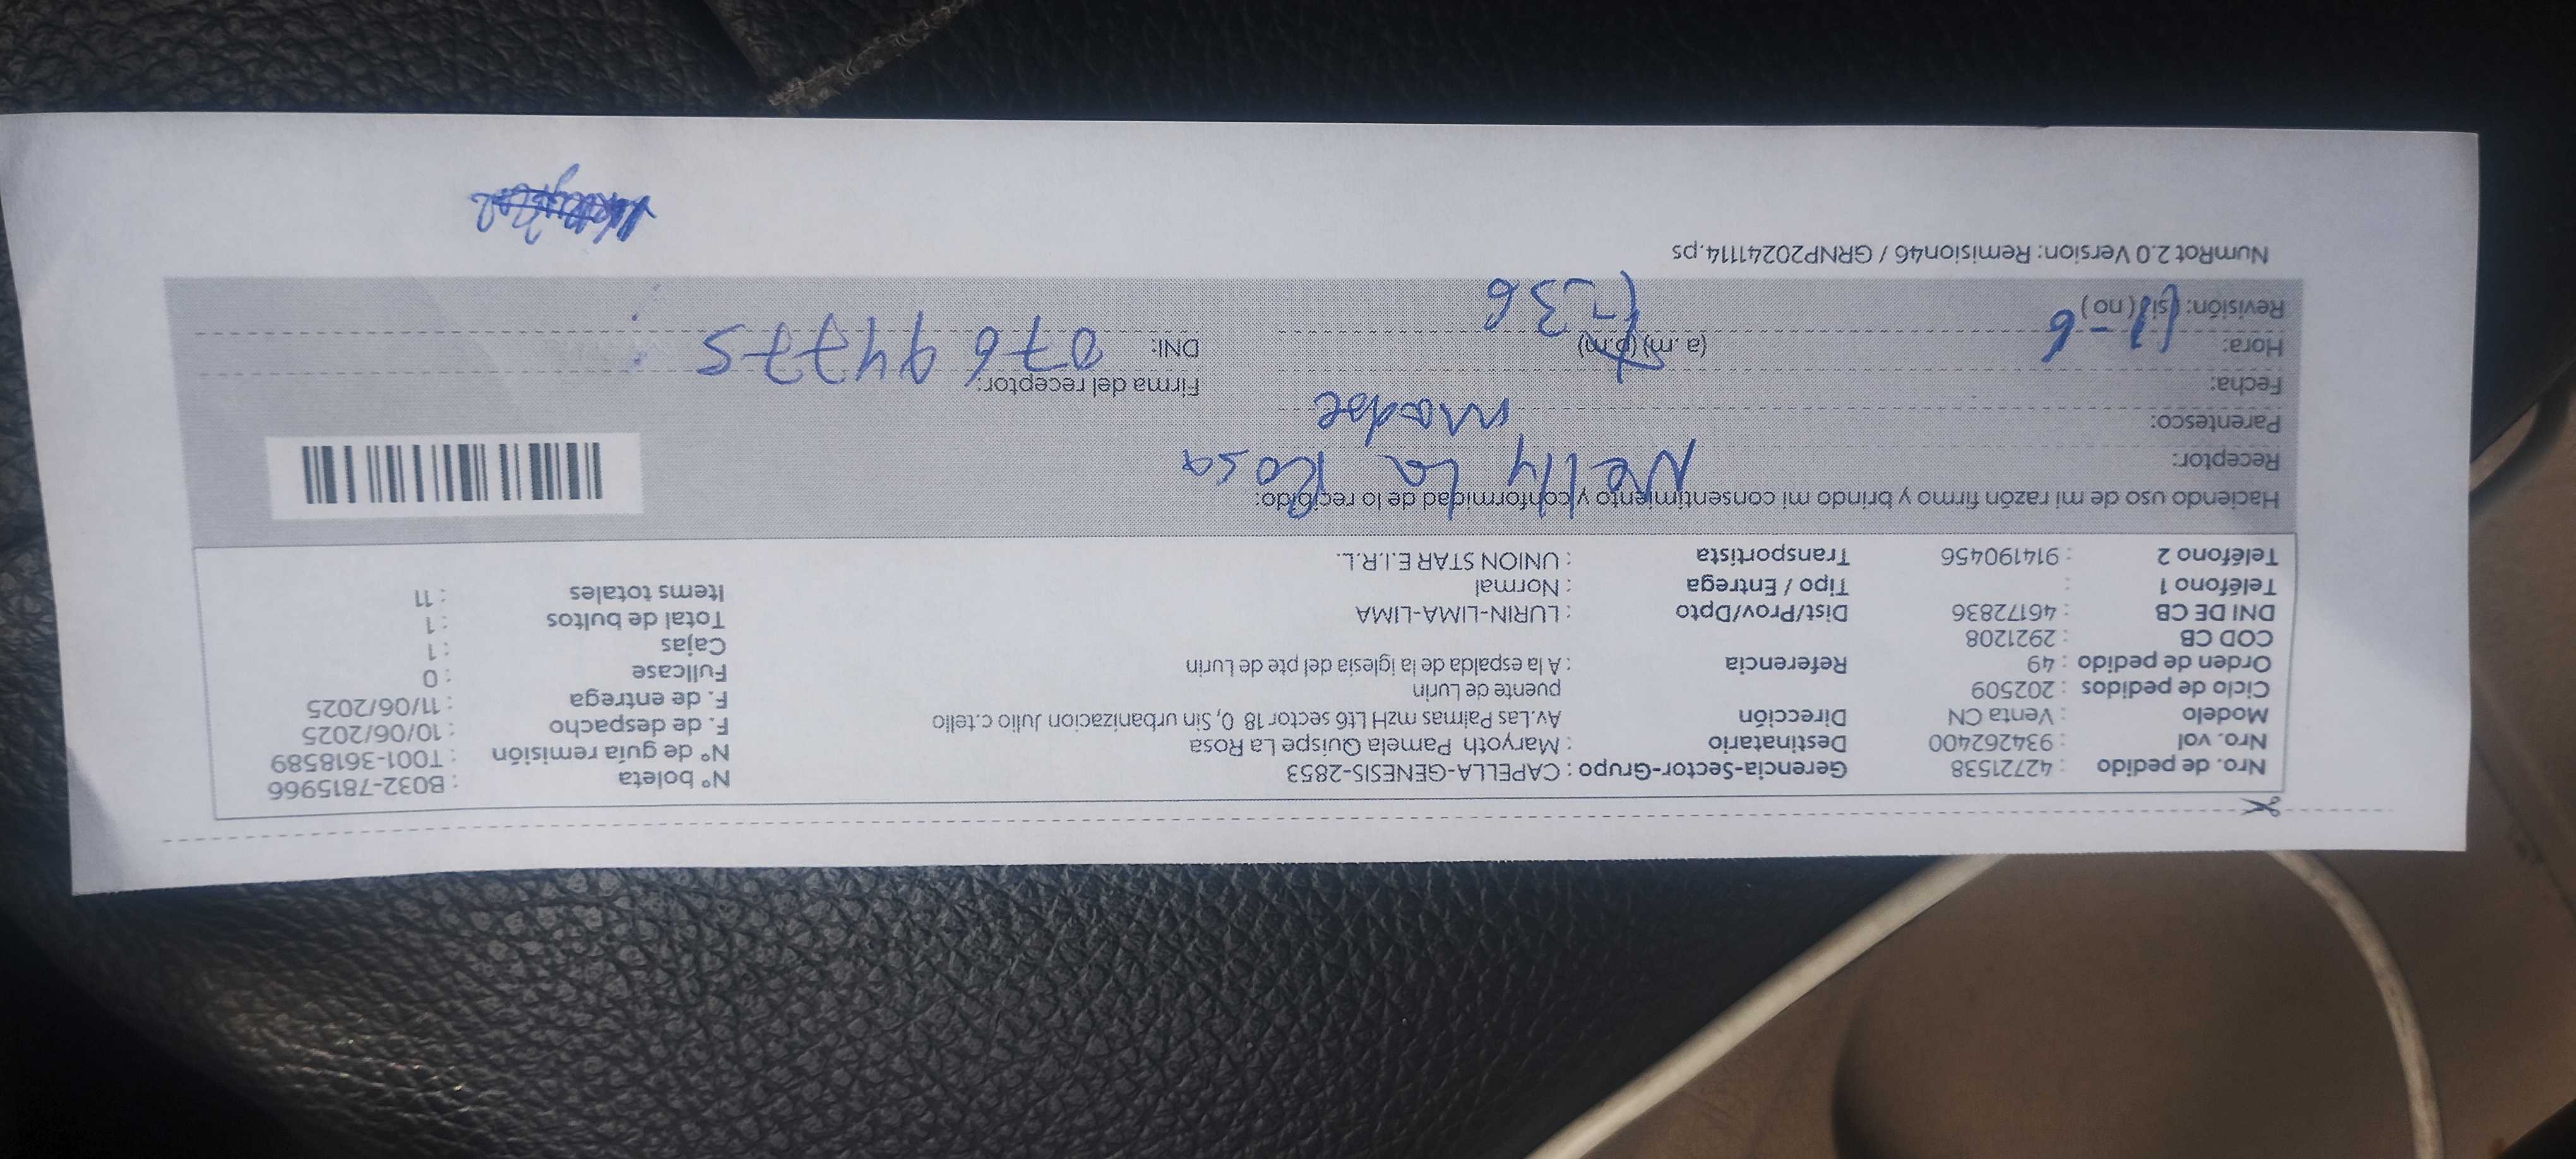 Nro. de pedido : 42721538 Gerencia-Sector-Grupo : CAPELLA-GENESIS-2853 N° boleta : B032-7815966
Nro. vol : 934262400 Destinatario : Maryoth Pamela Quispe La Rosa N° de guía remisión : T001-3618589
Modelo : Venta CN Dirección Av.Las Palmas mzH Lt6 sector 18 0, Sin urbanizacion Julio c.tello F. de despacho : 10/06/2025
Ciclo de pedidos : 202509 puente de Lurin F. de entrega : 11/06/2025
Orden de pedido : 49 Referencia : A la espalda de la iglesia del pte de Lurin Fullcase : 0
COD CB : 2921208 Cajas : 1
DNI DE CB : 46172836 Dist/Prov/Dpto : LURIN-LIMA-LIMA Total de bultos : 1
Teléfono 1 : Tipo / Entrega : Normal Items totales : 11
Teléfono 2 : 914190456 Transportista : UNION STAR E.I.R.L.
Haciendo uso de mi razón firmo y brindo mi consentimiento y conformidad de lo recibido:
Receptor: Nelly La Rosa
Parentesco: madre
Fecha: Firma del receptor:
Hora: 11-6 (a. m) (p.m) 1-36 DNI: 07694775
Revisión: ( si ( no )
NumRot 2.0 Version: Remision46 / GRNP20241114.ps